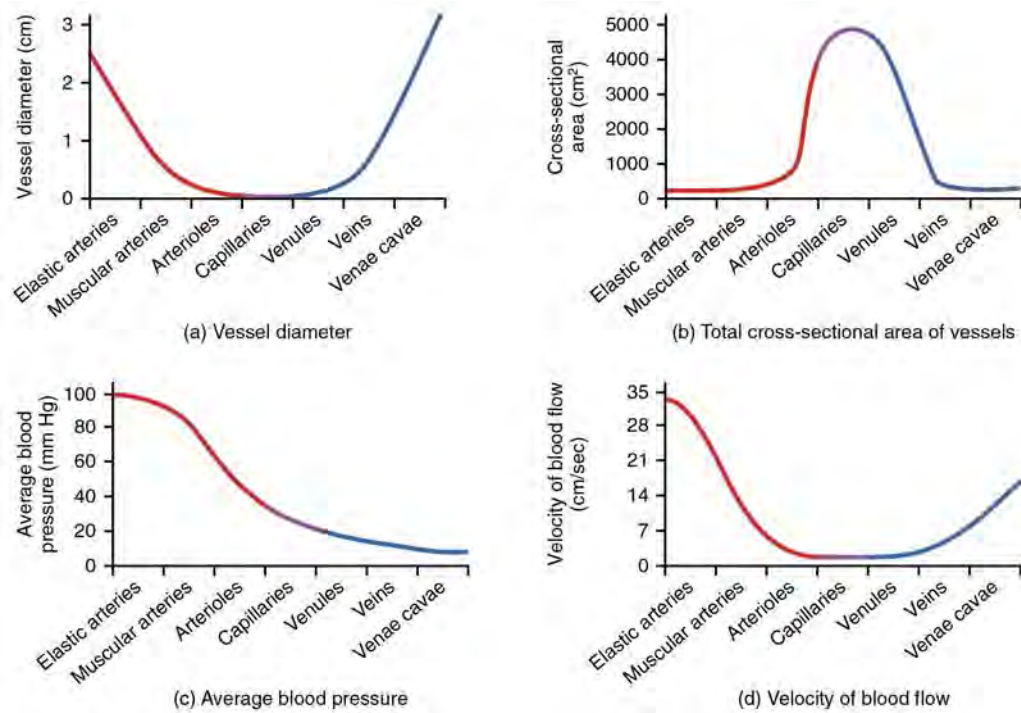 Vessel diameter (cm)
3
2
1
0
Elastic arteries
Muscular arteries
Arterioles
Capillaries
Venules
Veins
Venae cavae
(a) Vessel diameter
Cross-sectional
area (cm²)
5000
4000
3000
2000
1000
0
Elastic arteries
Muscular arteries
Arterioles
Capillaries
Venules
Veins
Venae cavae
(b) Total cross-sectional area of vessels
Average blood
pressure (mm Hg)
100
80
60
40
20
0
Elastic arteries
Muscular arteries
Arterioles
Capillaries
Venules
Veins
Venae cavae
(c) Average blood pressure
Velocity of blood flow
(cm/sec)
35
28
21
14
7
0
Elastic arteries
Muscular arteries
Arterioles
Capillaries
Venules
Veins
Venae cavae
(d) Velocity of blood flow